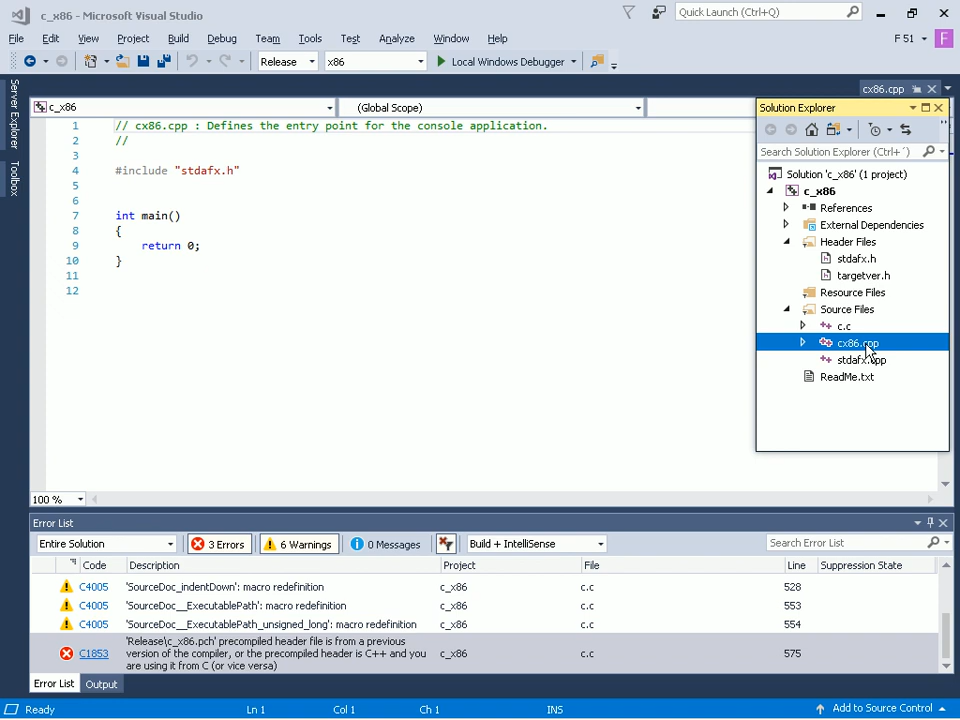 c_x86 - Microsoft Visual Studio
Quick Launch (Ctrl+Q)
File Edit View Project Build Debug Team Tools Test Analyze Window Help
F 51 F
Release x86 Local Windows Debugger
Server Explorer
Toolbox
cx86.cpp
c_x86 (Global Scope)
1 // cx86.cpp : Defines the entry point for the console application.
2 //
3
4 #include "stdafx.h"
5
6
7 int main()
8 {
9 return 0;
10 }
11
12
100 %
Solution Explorer
Search Solution Explorer (Ctrl+´)
Solution 'c_x86' (1 project)
c_x86
References
External Dependencies
Header Files
stdafx.h
targetver.h
Resource Files
Source Files
c.c
cx86.cpp
stdafx.cpp
ReadMe.txt
Error List
Entire Solution 3 Errors 6 Warnings 0 Messages Build + IntelliSense Search Error List
Code Description Project File Line Suppression State
C4005 'SourceDoc_indentDown': macro redefinition c_x86 c.c 528
C4005 'SourceDoc__ExecutablePath': macro redefinition c_x86 c.c 553
C4005 'SourceDoc__ExecutablePath_unsigned_long': macro redefinition c_x86 c.c 554
C1853 'Release\c_x86.pch' precompiled header file is from a previous
version of the compiler, or the precompiled header is C++ and you
are using it from C (or vice versa) c_x86 c.c 575
Error List Output
Ready Ln 1 Col 1 Ch 1 INS Add to Source Control